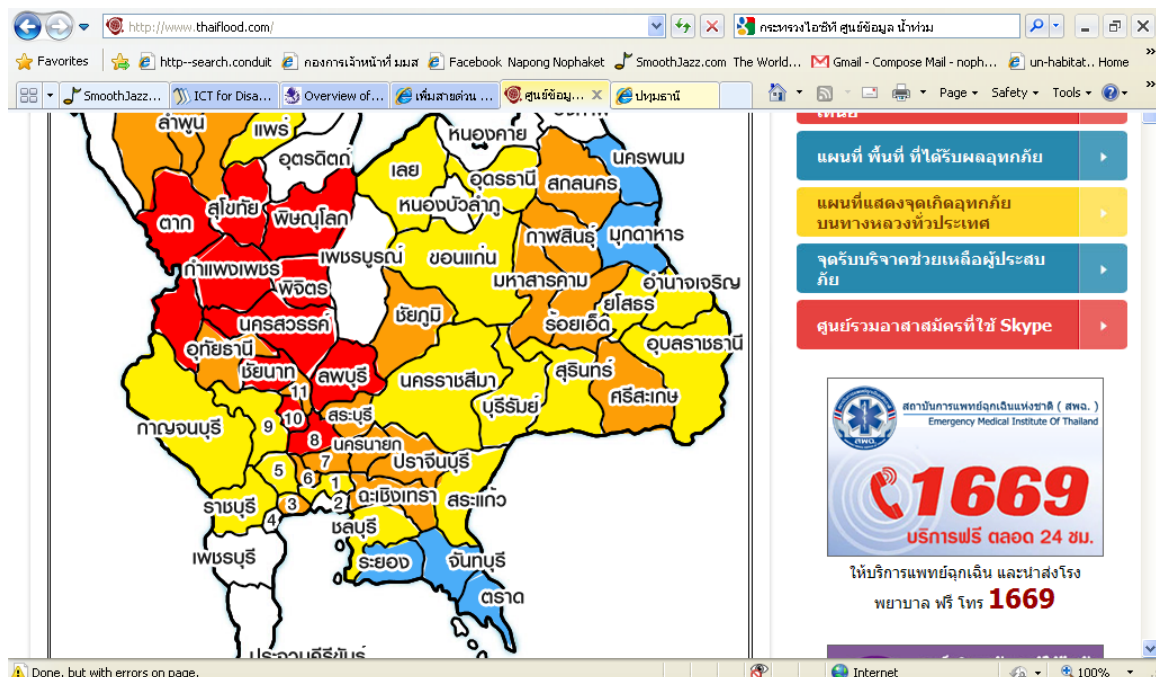 http://www.thaiflood.com/
กระทรวงไอซีที ศูนย์ข้อมูล น้ำท่วม
Favorites
http--search.conduit
กองการเจ้าหน้าที่ มมส
Facebook
Napong Nophaket
SmoothJazz.com The World...
Gmail - Compose Mail - noph...
un-habitat.. Home
SmoothJazz...
ICT for Disa...
Overview of...
เพิ่มสายด่วน ...
ศูนย์ข้อมู...
ปทุมธานี
Page
Safety
Tools
ลำพูน
แพร่
อุตรดิตถ์
หนองคาย
เลย
อุดรธานี
หนองบัวลำภู
สกลนคร
นครพนม
ตาก
สุโขทัย
พิษณุโลก
กาฬสินธุ์
มุกดาหาร
เพชรบูรณ์
ขอนแก่น
กำแพงเพชร
พิจิตร
มหาสารคาม
อำนาจเจริญ
นครสวรรค์
ชัยภูมิ
ยโสธร
ร้อยเอ็ด
อุบลราชธานี
อุทัยธานี
ชัยนาท
ลพบุรี
นครราชสีมา
สุรินทร์
ศรีสะเกษ
บุรีรัมย์
11
10
สระบุรี
กาญจนบุรี
9
8
นครนายก
7
ปราจีนบุรี
5
6
1
ราชบุรี
3
2
ฉะเชิงเทรา
สระแก้ว
4
ชลบุรี
เพชรบุรี
ระยอง
จันทบุรี
ตราด
ประจวบคีรีขันธ์
แผนที่ พื้นที่ ที่ได้รับผลอุทกภัย
แผนที่แสดงจุดเกิดอุทกภัย
บนทางหลวงทั่วประเทศ
จุดรับบริจาคช่วยเหลือผู้ประสบ
ภัย
ศูนย์รวมอาสาสมัครที่ใช้ Skype
สถาบันการแพทย์ฉุกเฉินแห่งชาติ ( สพฉ. )
Emergency Medical Institute Of Thailand
สพฉ.
1669
บริการฟรี ตลอด 24 ชม.
ให้บริการแพทย์ฉุกเฉิน และนำส่งโรง
พยาบาล ฟรี โทร 1669
Done, but with errors on page.
Internet
100%